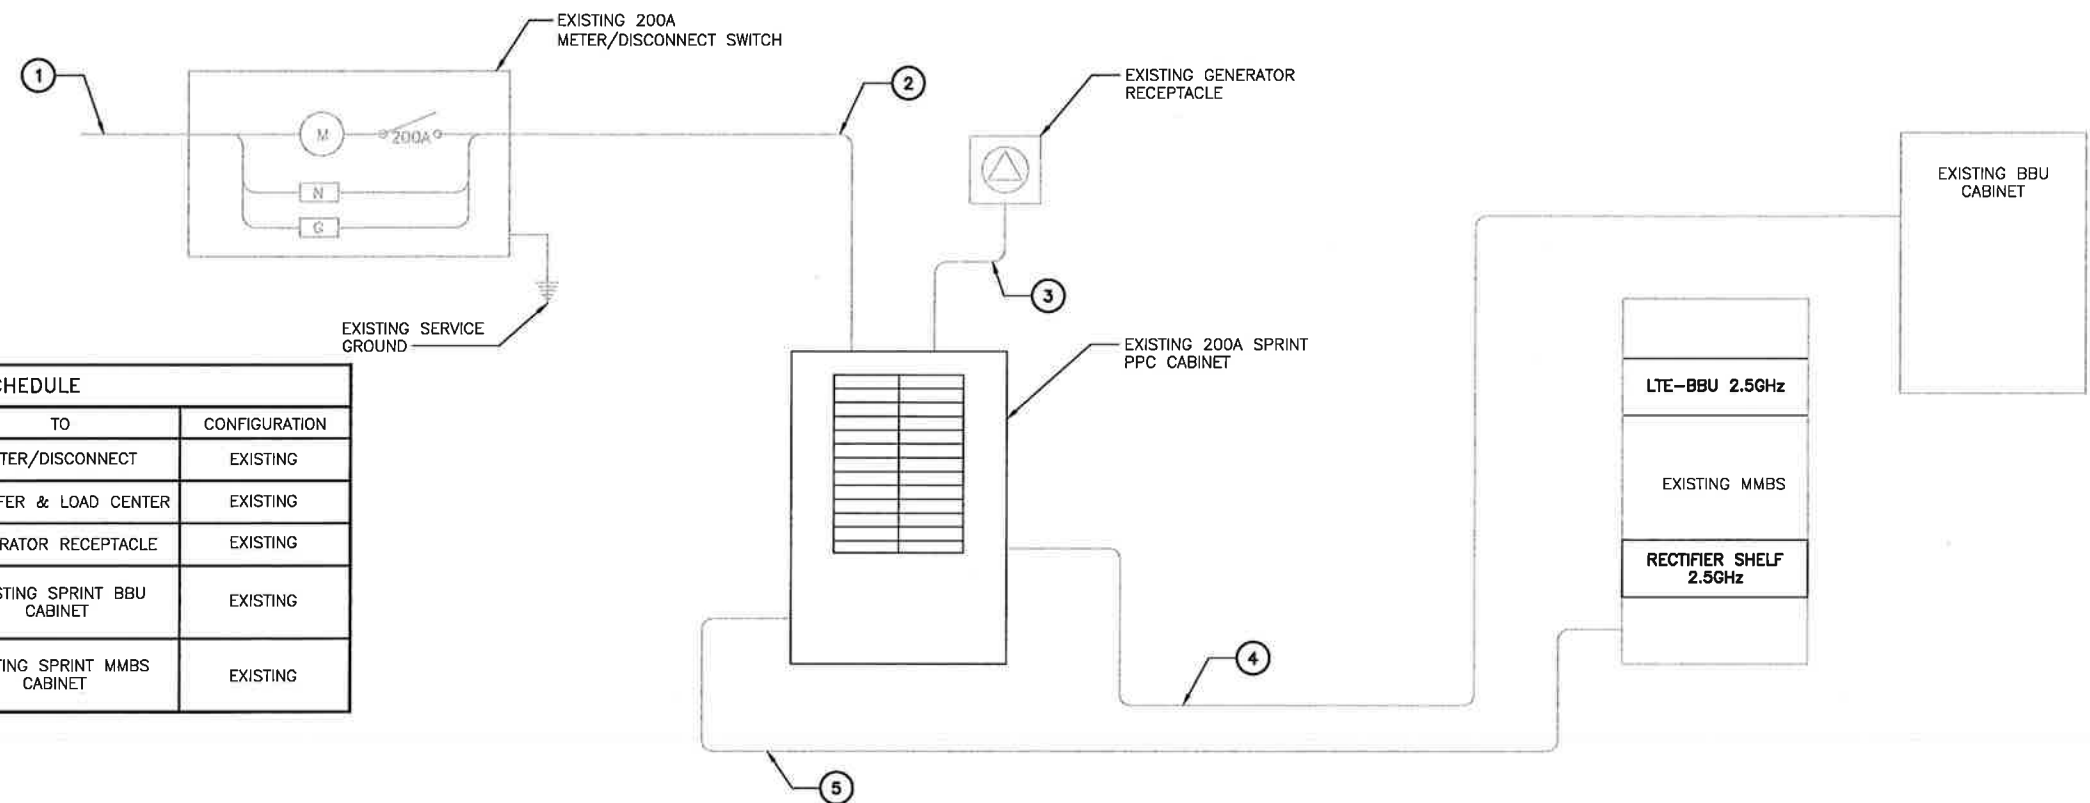 EXISTING 200A
METER/DISCONNECT SWITCH
1
2
EXISTING GENERATOR
RECEPTACLE
M
200A
N
G
EXISTING BBU
CABINET
3
EXISTING SERVICE
GROUND
EXISTING 200A SPRINT
PPC CABINET
LTE-BBU 2.5GHz
EXISTING MMBS
RECTIFIER SHELF
2.5GHz
4
5
CHEDULE
TO CONFIGURATION
TER/DISCONNECT EXISTING
FER & LOAD CENTER EXISTING
RATOR RECEPTACLE EXISTING
STING SPRINT BBU
CABINET EXISTING
TING SPRINT MMBS
CABINET EXISTING